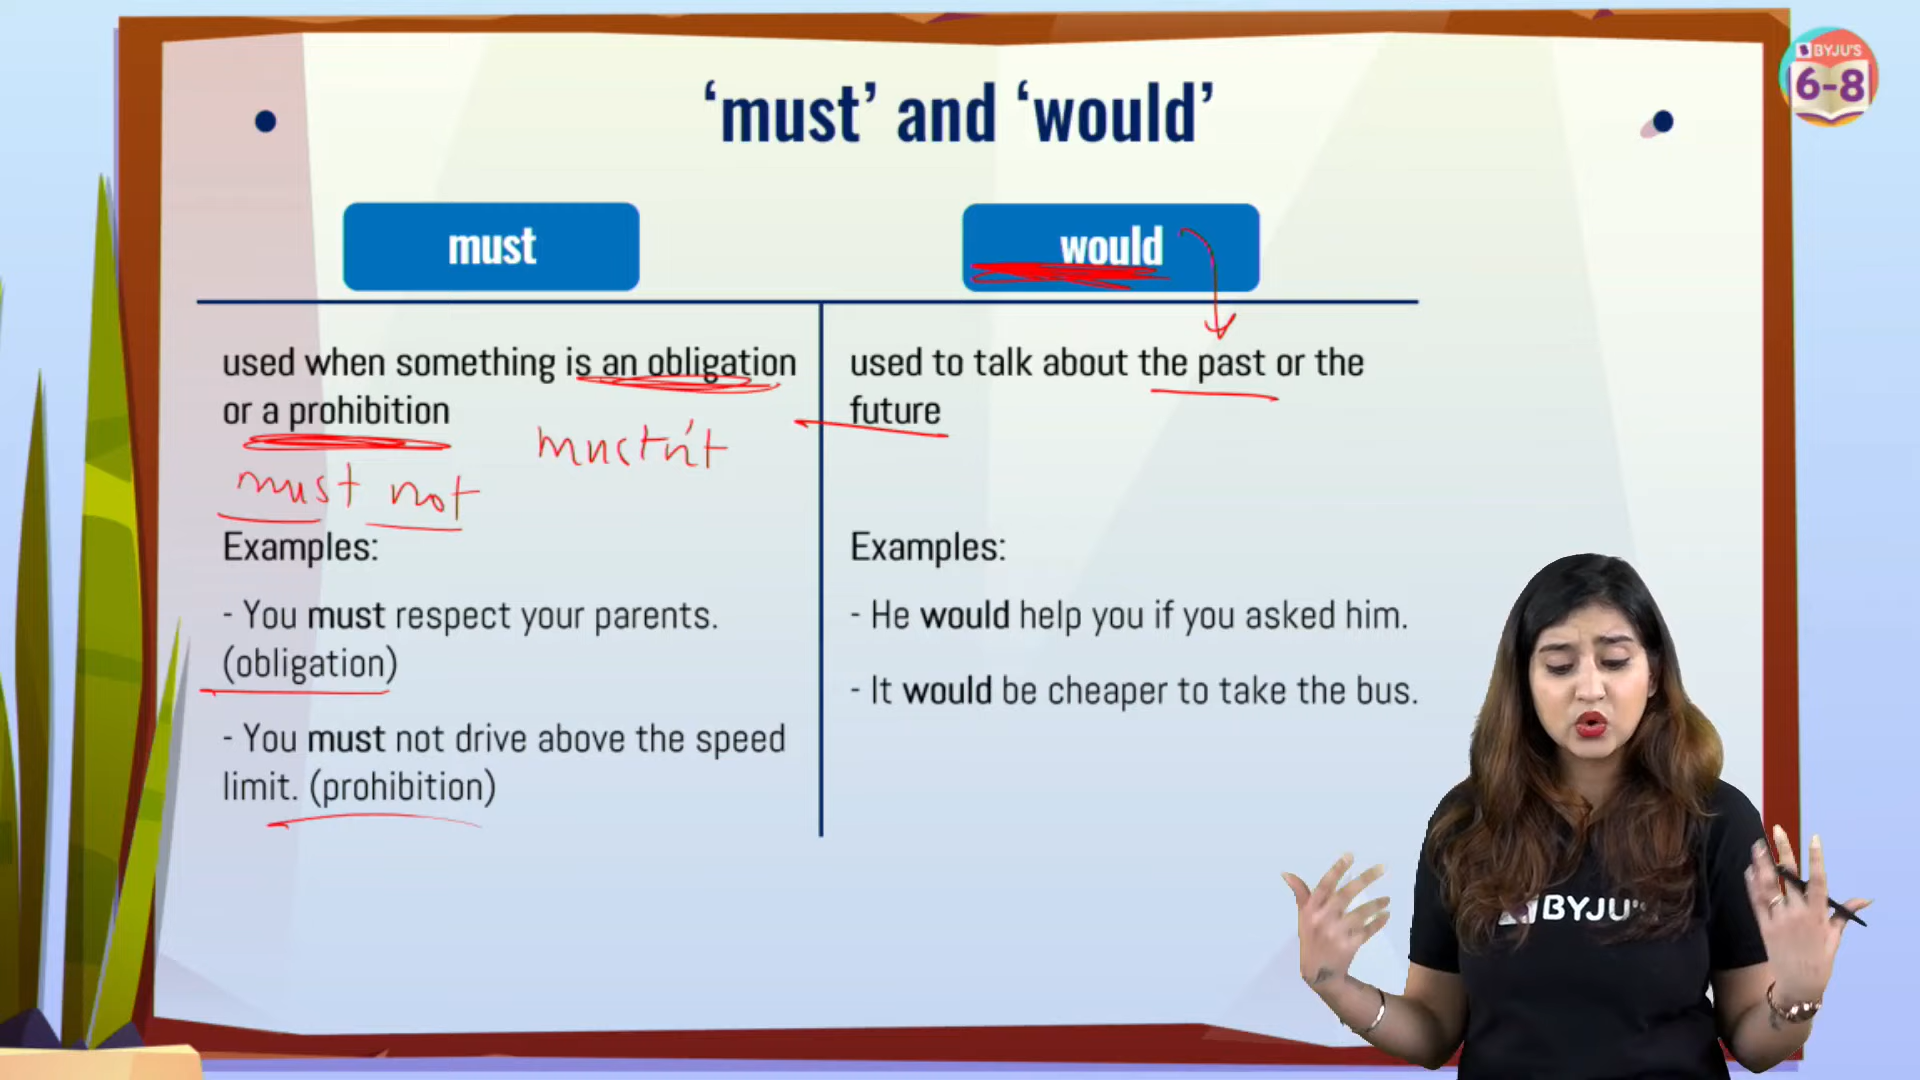 BYJU'S
6-8
‘must’ and ‘would’
must
would
used when something is an obligation
or a prohibition
mustn't
must not
Examples:
- You must respect your parents.
(obligation)
- You must not drive above the speed
limit. (prohibition)
used to talk about the past or the
future
Examples:
- He would help you if you asked him.
- It would be cheaper to take the bus.
BYJU'S